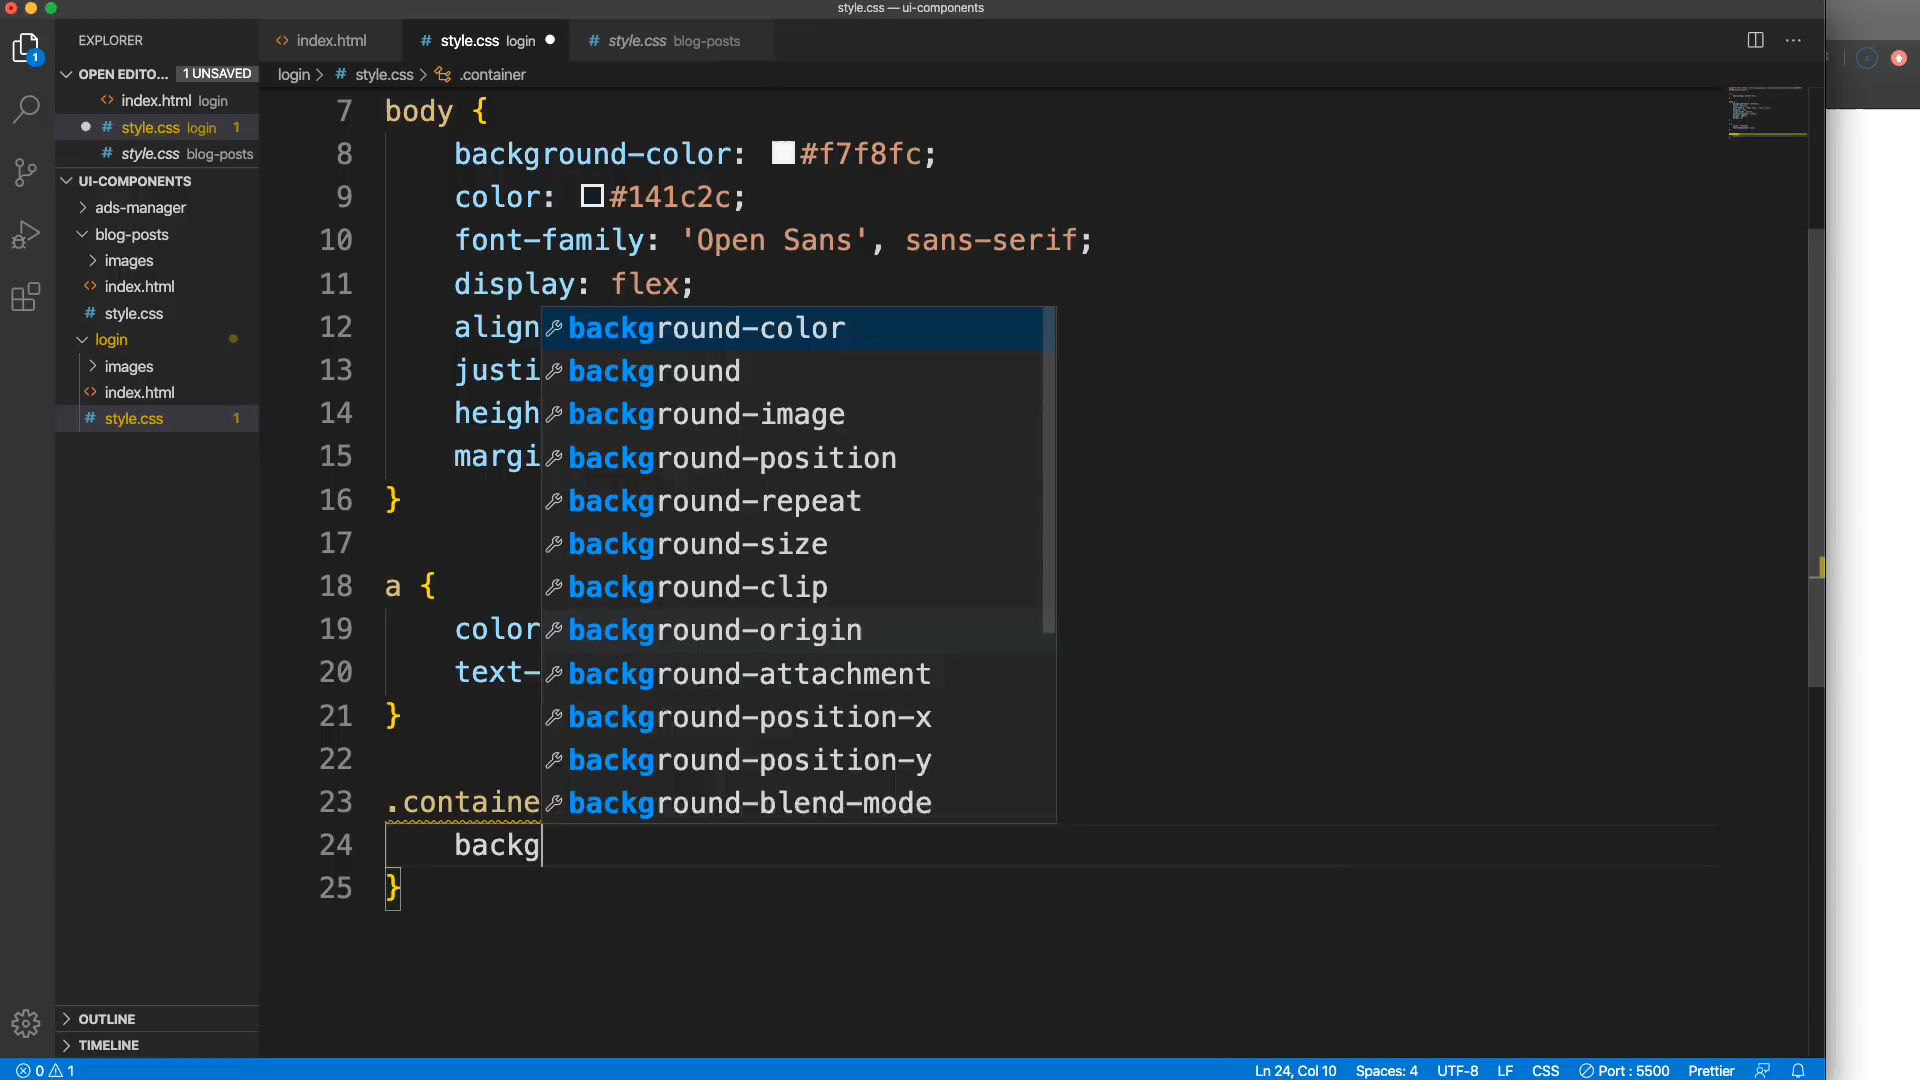 style.css — ui-components
EXPLORER
index.html
style.css login
style.css blog-posts
OPEN EDITO... 1 UNSAVED
login > # style.css > .container
index.html login
style.css login 1
style.css blog-posts
UI-COMPONENTS
ads-manager
blog-posts
images
index.html
style.css
login
images
index.html
style.css 1
OUTLINE
TIMELINE
7 body {
8 background-color: #f7f8fc;
9 color: #141c2c;
10 font-family: 'Open Sans', sans-serif;
11 display: flex;
12 align
13 justi
14 heigh
15 margi
16 }
17
18 a {
19 color
20 text-
21 }
22
23 .containe
24 backg
25 }
background-color
background
background-image
background-position
background-repeat
background-size
background-clip
background-origin
background-attachment
background-position-x
background-position-y
background-blend-mode
1
0 1
Ln 24, Col 10
Spaces: 4
UTF-8
LF
CSS
Port : 5500
Prettier